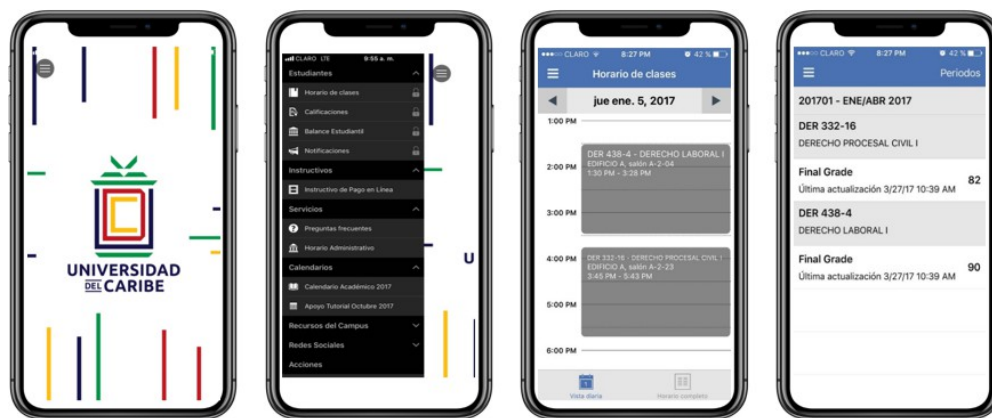 UNIVERSIDAD
DEL CARIBE
CLARO LTE 9:55 a. m.
Estudiantes
Horario de clases
Calificaciones
Balance Estudiantil
Notificaciones
Instructivos
Instructivo de Pago en Línea
Servicios
Preguntas frecuentes
Horario Administrativo
Calendarios
Calendario Académico 2017
Apoyo Tutorial Octubre 2017
Recursos del Campus
Redes Sociales
Acciones
U
CLARO 8:27 PM 42 %
Horario de clases
jue ene. 5, 2017
1:00 PM
DER 438-4 - DERECHO LABORAL I
EDIFICIO A, salón A-2-04
1:30 PM - 3:28 PM
2:00 PM
3:00 PM
DER 332-16 - DERECHO PROCESAL CIVIL I
EDIFICIO A, salón A-2-23
3:45 PM - 5:43 PM
4:00 PM
5:00 PM
6:00 PM
Vista diaria
Horario completo
CLARO 8:27 PM 42 %
Periodos
201701 - ENE/ABR 2017
DER 332-16
DERECHO PROCESAL CIVIL I
Final Grade
82
Última actualización 3/27/17 10:39 AM
DER 438-4
DERECHO LABORAL I
Final Grade
90
Última actualización 3/27/17 10:39 AM